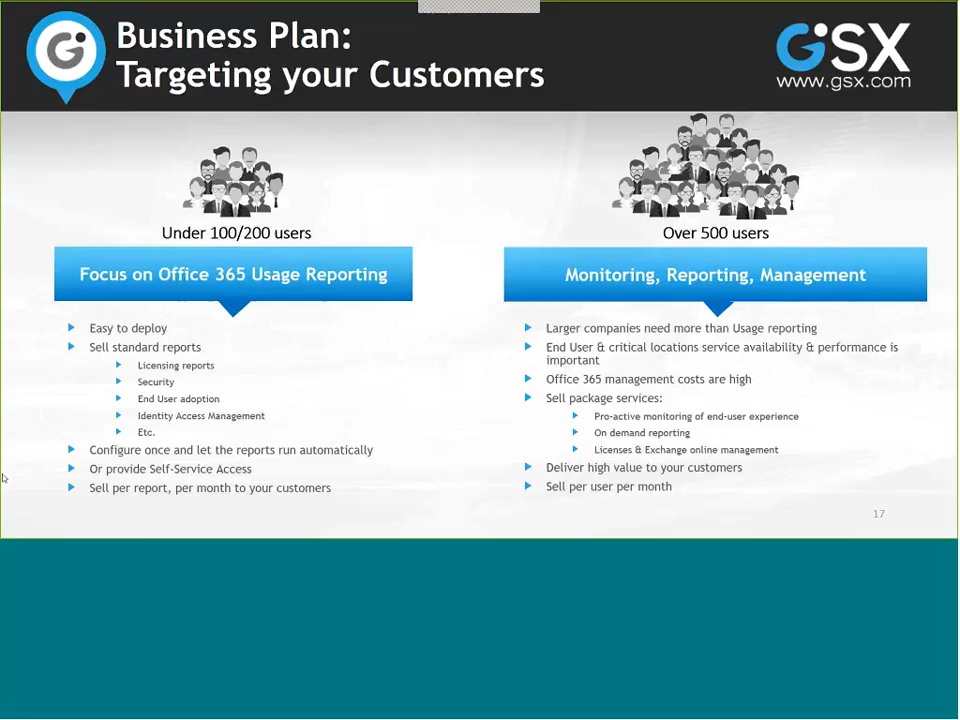 Business Plan:
Targeting your Customers
GSX
www.gsx.com
Under 100/200 users
Focus on Office 365 Usage Reporting
Easy to deploy
Sell standard reports
Licensing reports
Security
End User adoption
Identity Access Management
Etc.
Configure once and let the reports run automatically
Or provide Self-Service Access
Sell per report, per month to your customers
Over 500 users
Monitoring, Reporting, Management
Larger companies need more than Usage reporting
End User & critical locations service availability & performance is
important
Office 365 management costs are high
Sell package services:
Pro-active monitoring of end-user experience
On demand reporting
Licenses & Exchange online management
Deliver high value to your customers
Sell per user per month
17